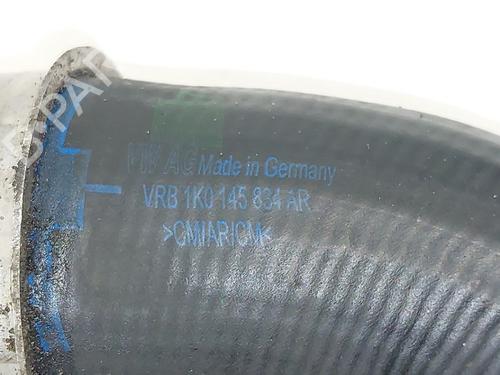 VW AG Made in Germany
VRB 1K0 145 834 AR
>CM/AR/CM<